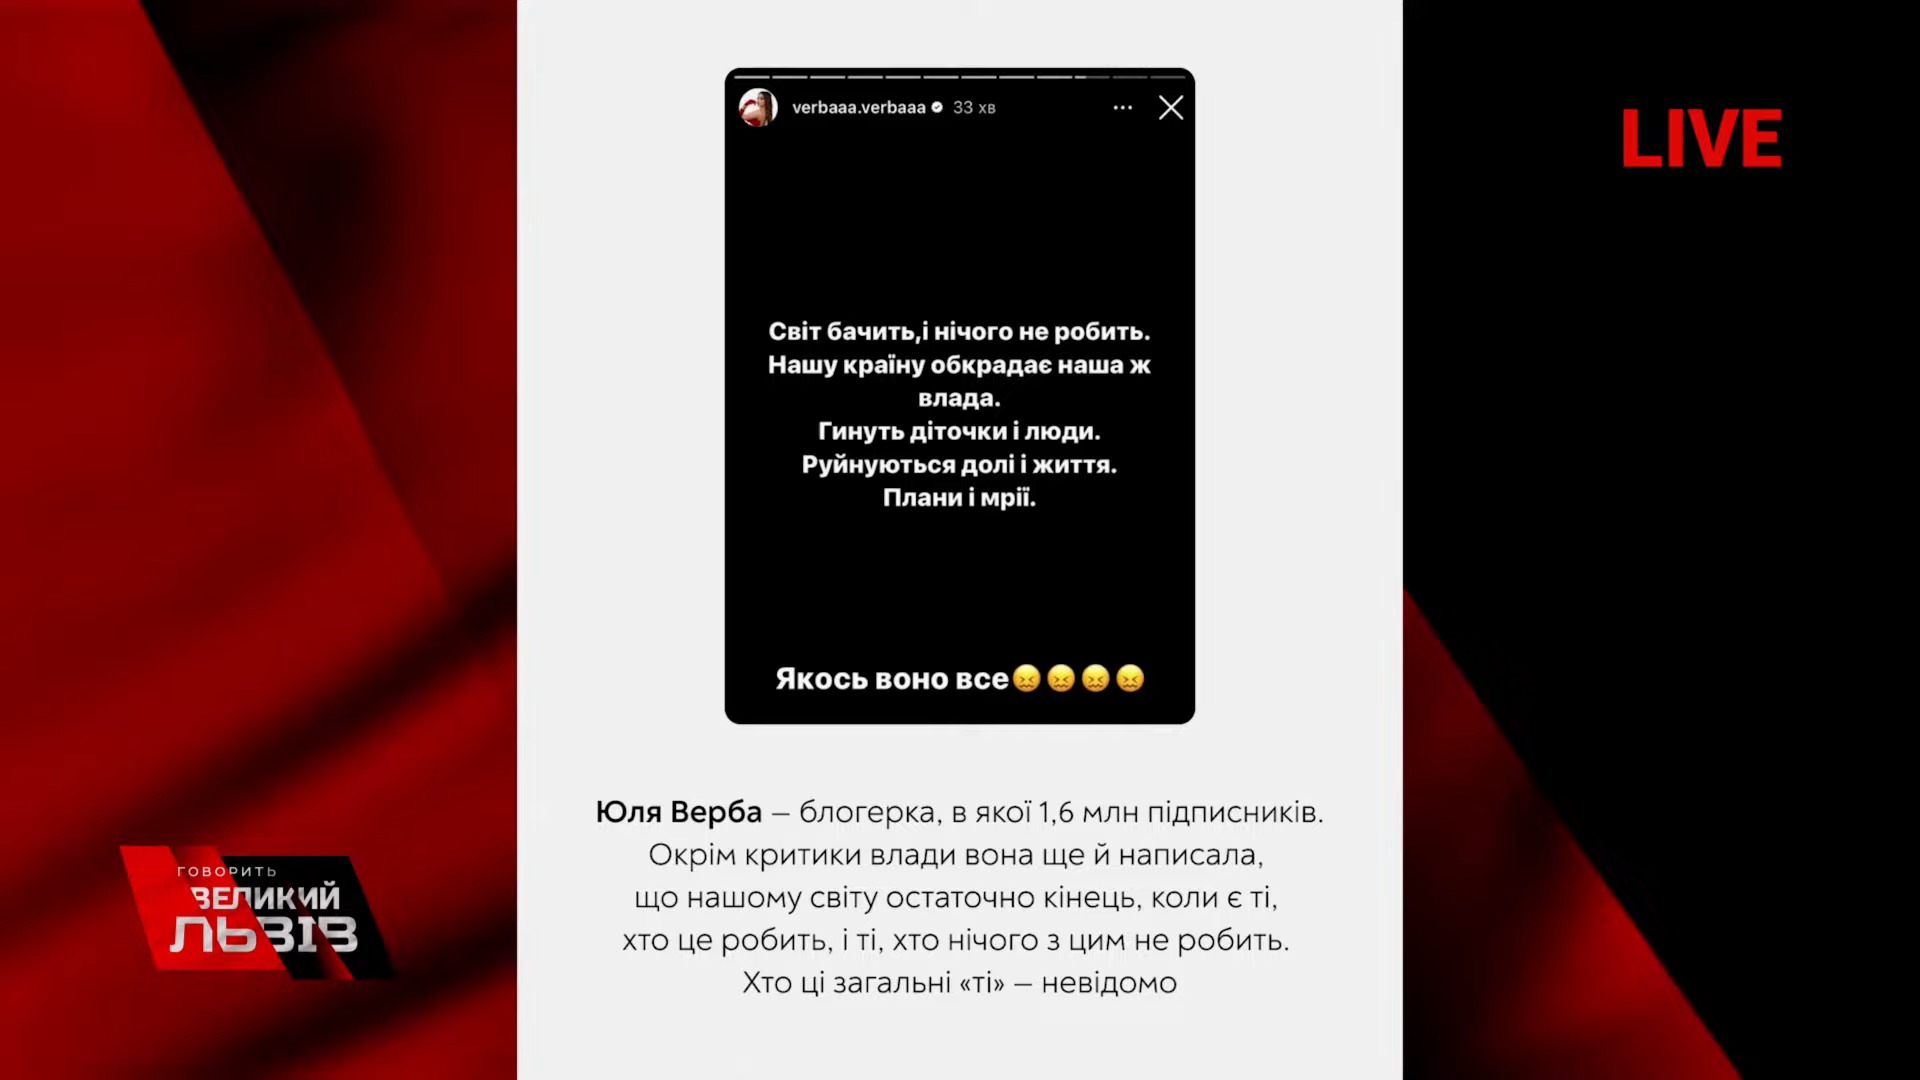 verbaaa.verbaaa 33 хв
LIVE
Світ бачить,і нічого не робить.
Нашу країну обкрадає наша ж
влада.
Гинуть діточки і люди.
Руйнуються долі і життя.
Плани і мрії.
Якось воно все😖😖😖😖
Юля Верба – блогерка, в якої 1,6 млн підписників.
Окрім критики влади вона ще й написала,
що нашому світу остаточно кінець, коли є ті,
хто це робить, і ті, хто нічого з цим не робить.
Хто ці загальні «ті» – невідомо
ГОВОРИТЬ
ВЕЛИКИЙ
ЛЬВІВ